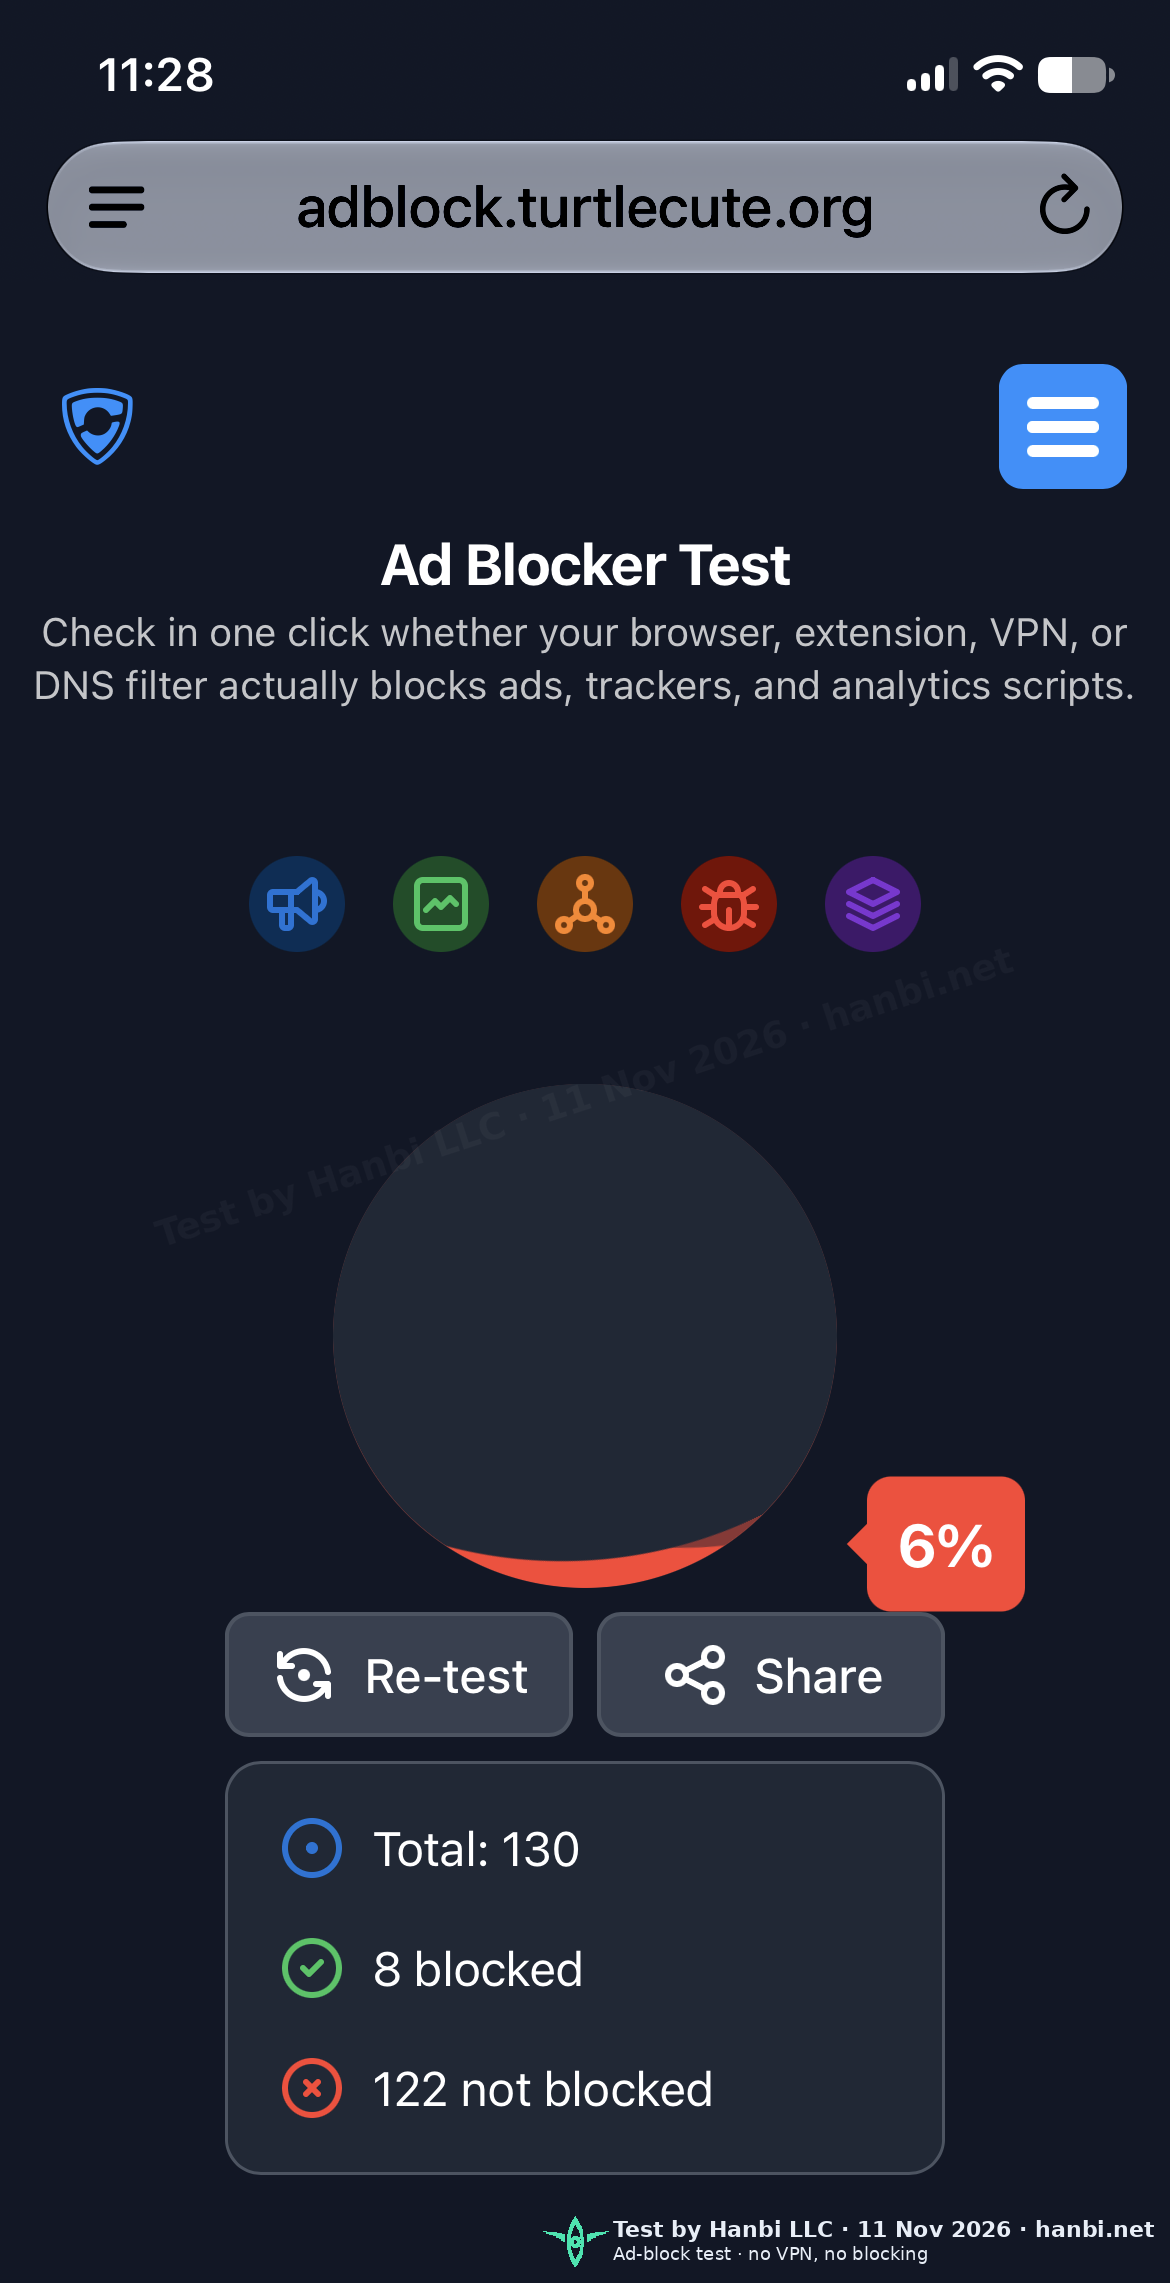 11:28
adblock.turtlecute.org
Ad Blocker Test
Check in one click whether your browser, extension, VPN, or
DNS filter actually blocks ads, trackers, and analytics scripts.
Test by Hanbi LLC · 11 Nov 2026 · hanbi.net
6%
Re-test
Share
Total: 130
8 blocked
122 not blocked
Test by Hanbi LLC · 11 Nov 2026 · hanbi.net
Ad-block test · no VPN, no blocking